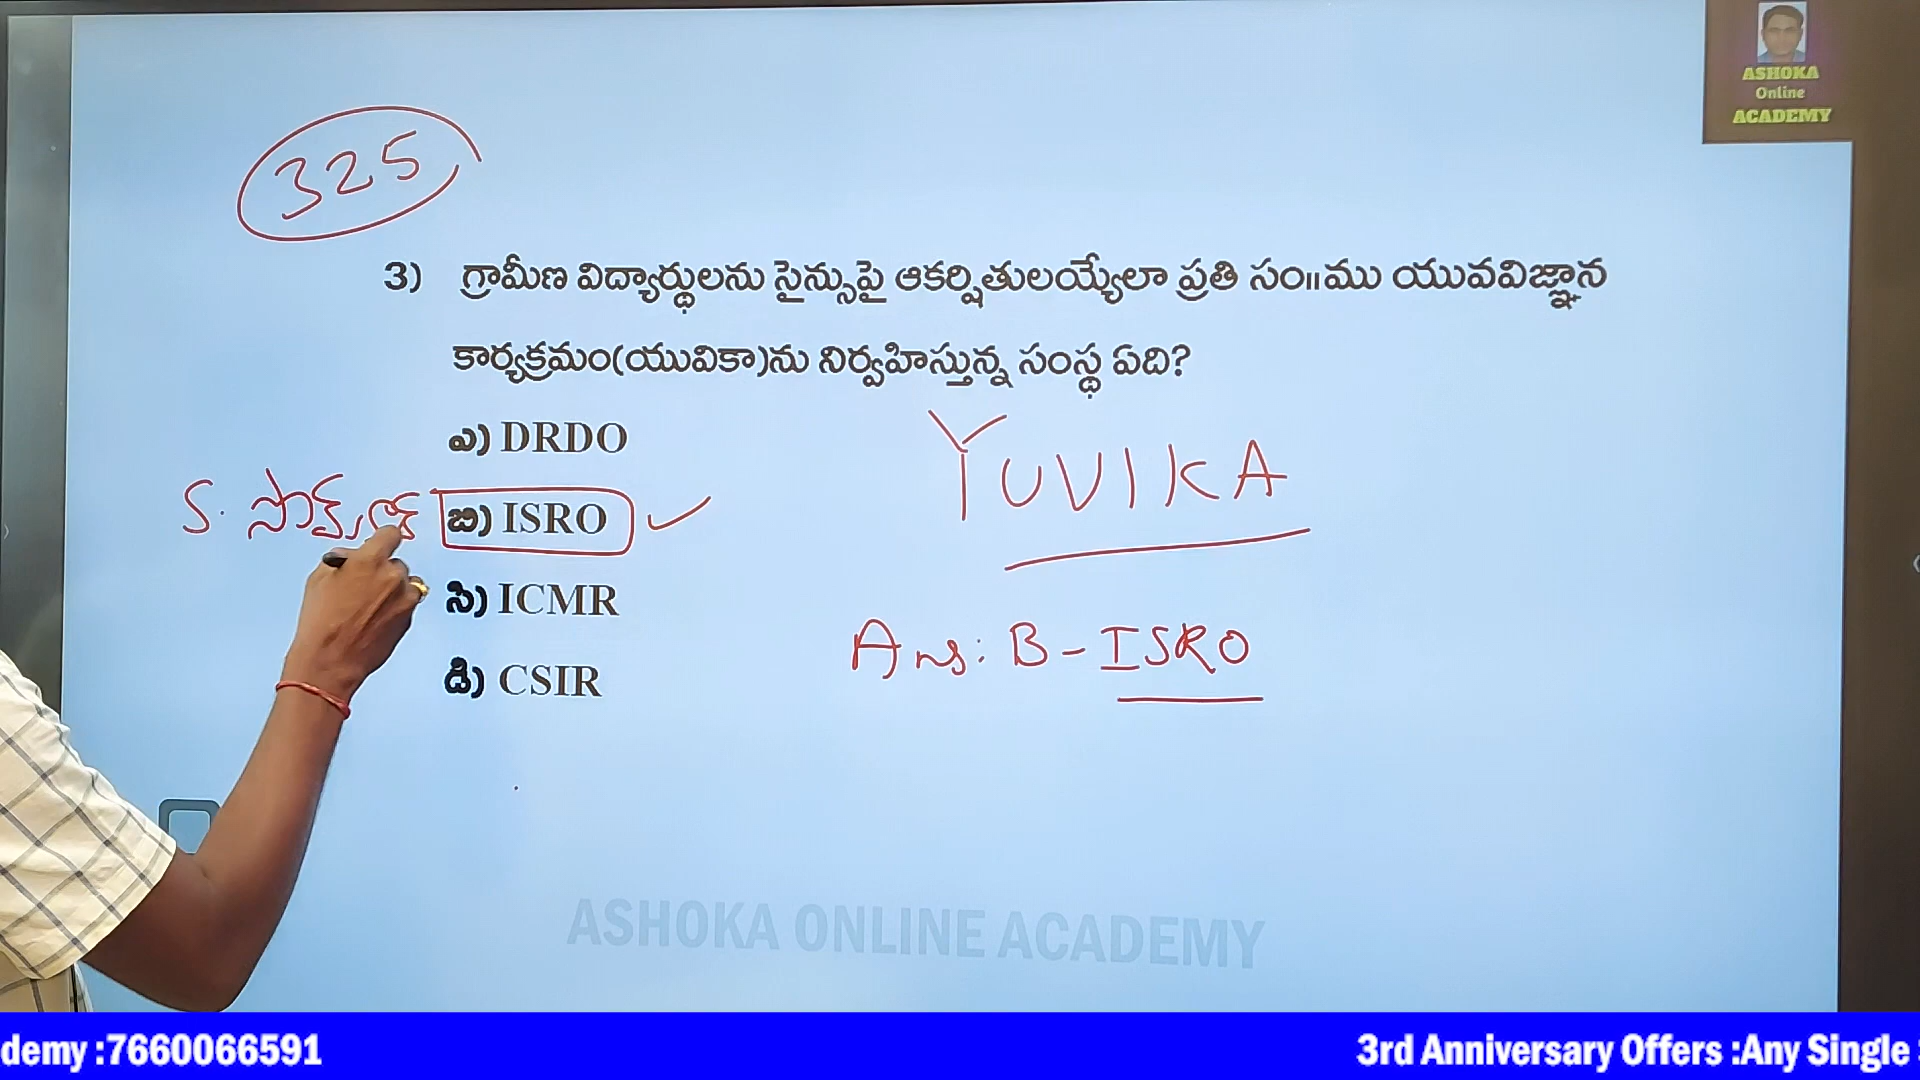 ASHOKA
Online
ACADEMY
325
3) గ్రామీణ విద్యార్థులను సైన్సుపై ఆకర్షితులయ్యేలా ప్రతి సం॥ము యువవిజ్ఞాన
కార్యక్రమం(యువికా)ను నిర్వహిస్తున్న సంస్థ ఏది?
ఎ) DRDO
YUVIKA
S. సోమ్
బి) ISRO
సి) ICMR
Ans: B-ISRO
డి) CSIR
ASHOKA ONLINE ACADEMY
demy :7660066591
3rd Anniversary Offers :Any Single